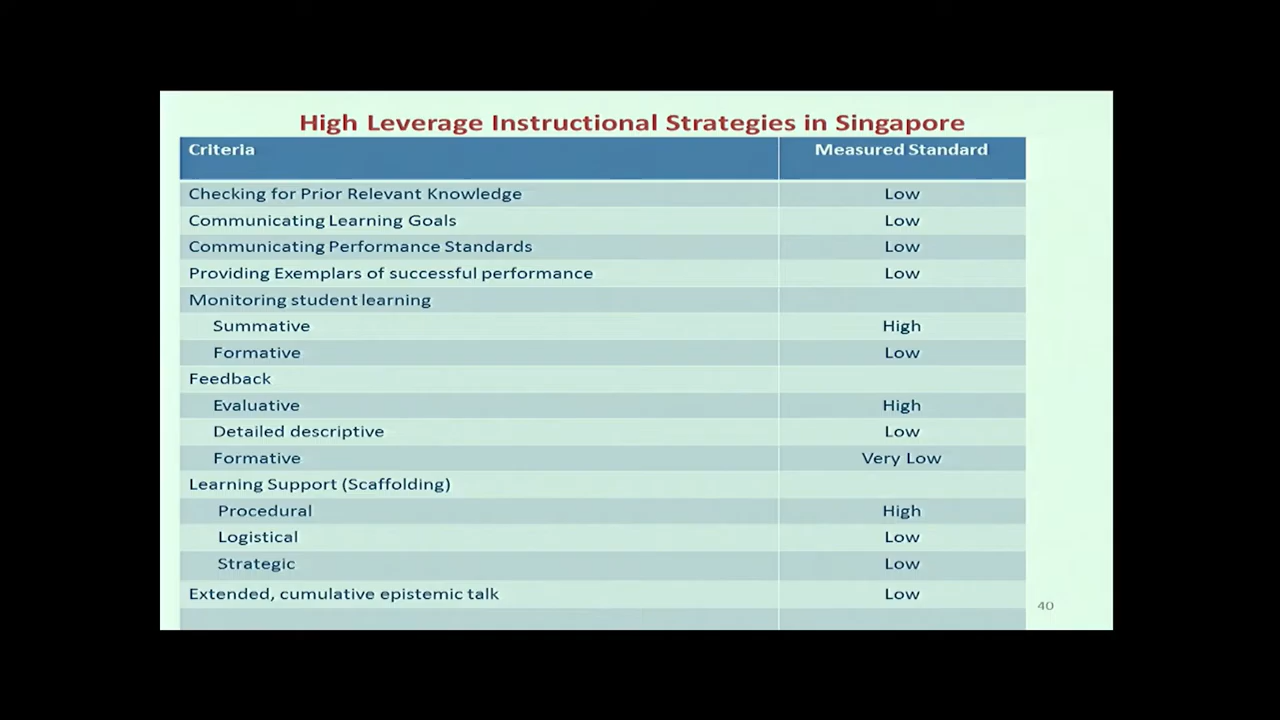 High Leverage Instructional Strategies in Singapore
Criteria Measured Standard
Checking for Prior Relevant Knowledge Low
Communicating Learning Goals Low
Communicating Performance Standards Low
Providing Exemplars of successful performance Low
Monitoring student learning
Summative High
Formative Low
Feedback
Evaluative High
Detailed descriptive Low
Formative Very Low
Learning Support (Scaffolding)
Procedural High
Logistical Low
Strategic Low
Extended, cumulative epistemic talk Low
40